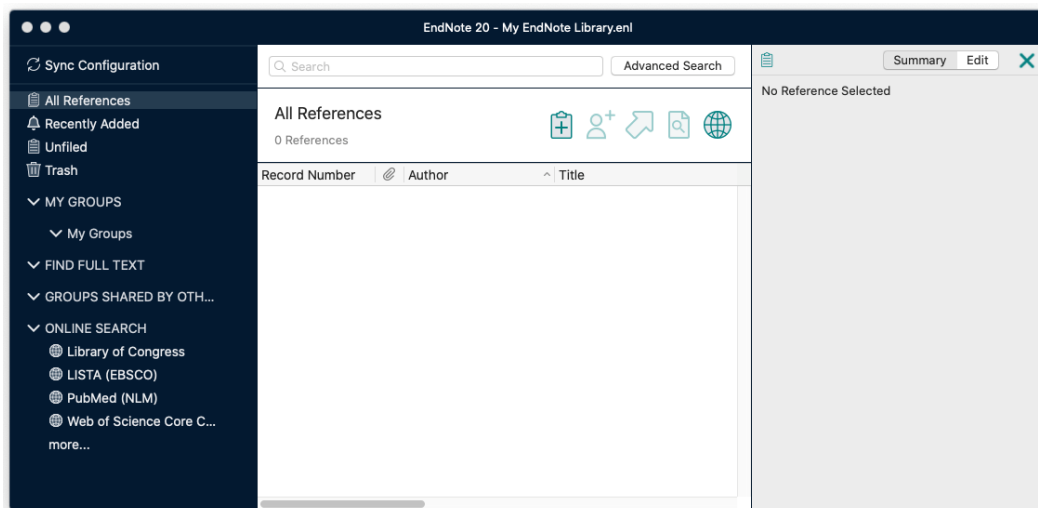 EndNote 20 - My EndNote Library.enl
Sync Configuration
All References
Recently Added
Unfiled
Trash
MY GROUPS
My Groups
FIND FULL TEXT
GROUPS SHARED BY OTH...
ONLINE SEARCH
Library of Congress
LISTA (EBSCO)
PubMed (NLM)
Web of Science Core C...
more...
Search
Advanced Search
All References
0 References
Record Number Author Title
Summary Edit
No Reference Selected